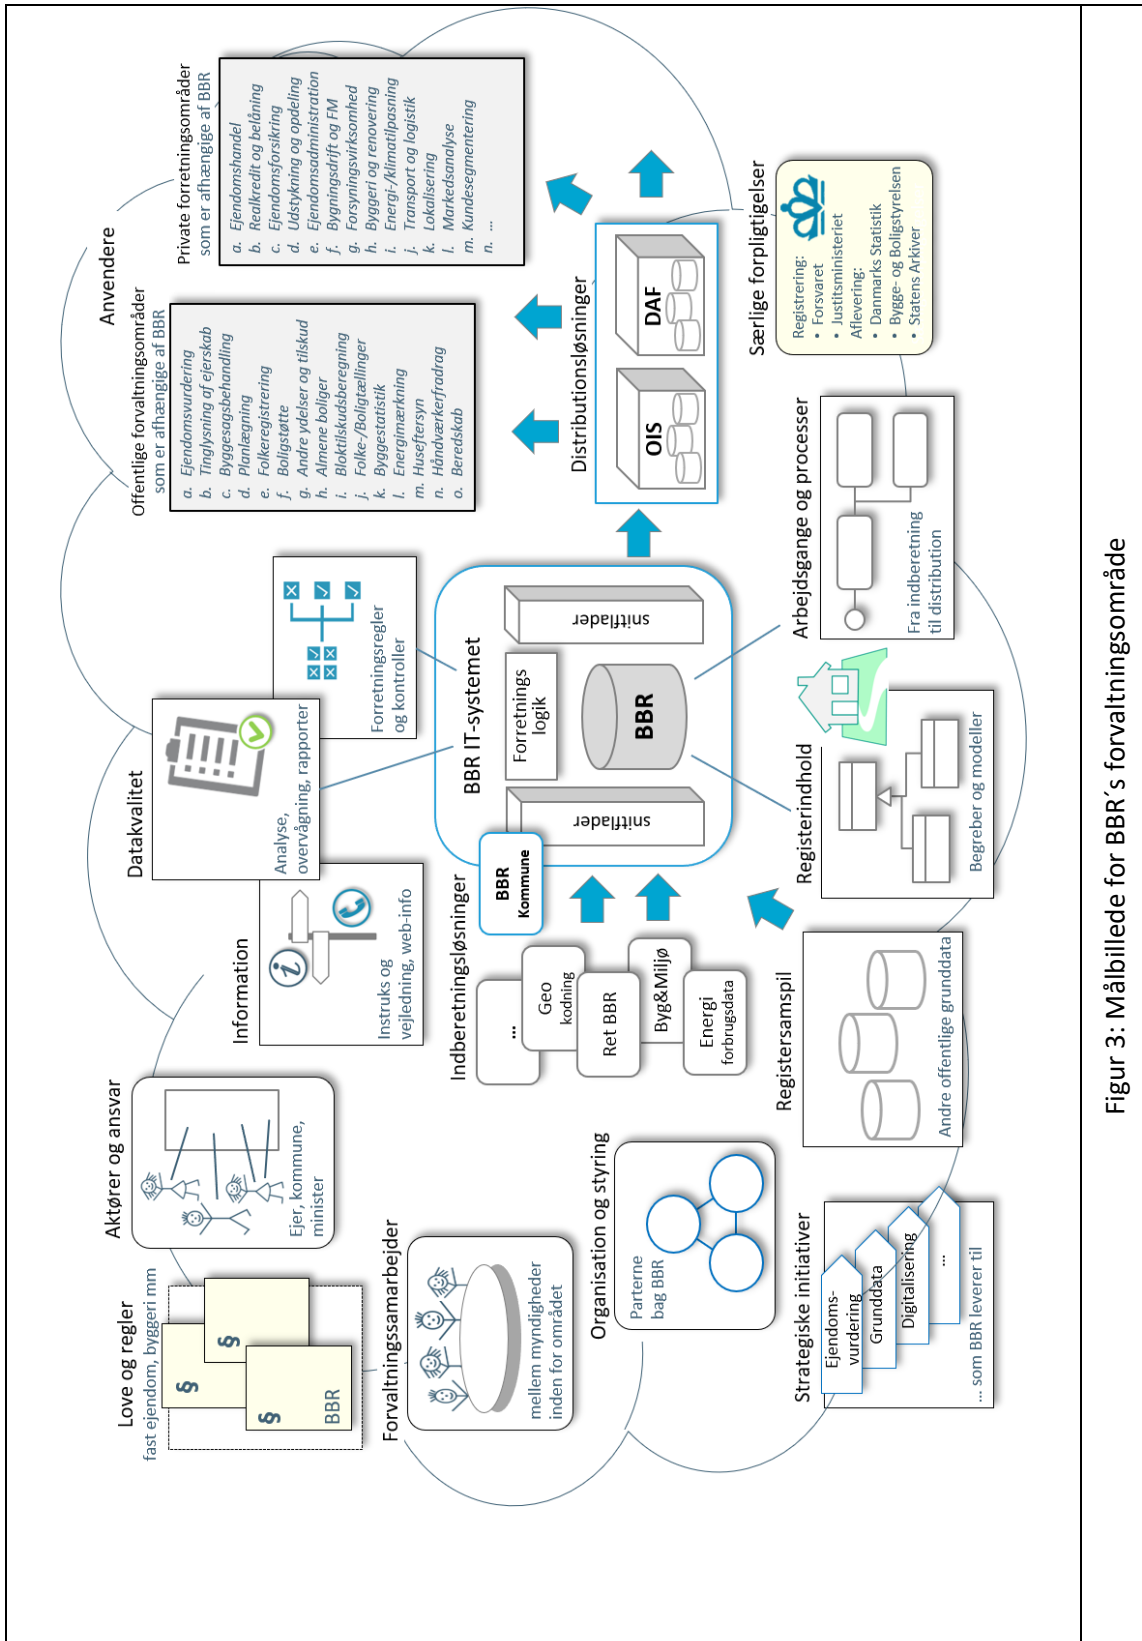 Love og regler
fast ejendom, byggeri mm
§
§
§
BBR
Aktører og ansvar
Ejer, kommune,
minister
Information
Instruks og
vejledning, web-info
Datakvalitet
Analyse,
overvågning, rapporter
Forretningsregler
og kontroller
Anvendere
Offentlige forvaltningsområder
som er afhængige af BBR
a. Ejendomsvurdering
b. Tinglysning af ejerskab
c. Byggesagsbehandling
d. Planlægning
e. Folkeregistrering
f. Boligstøtte
g. Andre ydelser og tilskud
h. Almene boliger
i. Bloktilskudsberegning
j. Folke-/Boligtællinger
k. Byggestatistik
l. Energimærkning
m. Huseftersyn
n. Håndværkerfradrag
o. Beredskab
Private forretningsområder
som er afhængige af BBR
a. Ejendomshandel
b. Realkredit og belåning
c. Ejendomsforsikring
d. Udstykning og opdeling
e. Ejendomsadministration
f. Bygningsdrift og FM
g. Forsyningsvirksomhed
h. Byggeri og renovering
i. Energi-/klimatilpasning
j. Transport og logistik
k. Lokalisering
l. Markedsanalyse
m. Kundesegmentering
n. ...
Forvaltningssamarbejder
mellem myndigheder
inden for området
Indberetningsløsninger
...
Geo
kodning
Ret BBR
Byg&Miljø
Energi
forbrugsdata
BBR
Kommune
BBR IT-systemet
snitflader
Forretnings
logik
BBR
snitflader
Distributionsløsninger
OIS
DAF
Organisation og styring
Parterne
bag BBR
Strategiske initiativer
Ejendoms-
vurdering
Grunddata
Digitalisering
...
... som BBR leverer til
Registersamspil
Andre offentlige grunddata
Registerindhold
Begreber og modeller
Arbejdsgange og processer
Fra indberetning
til distribution
Særlige forpligtigelser
Registrering:
• Forsvaret
• Justitsministeriet
Aflevering:
• Danmarks Statistik
• Bygge- og Boligstyrelsen
• Statens Arkiver
Figur 3: Målbillede for BBR´s forvaltningsområde